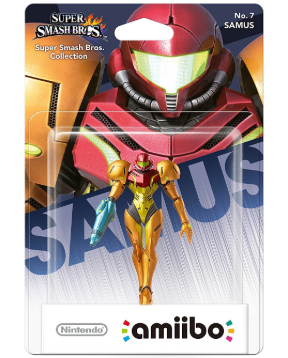 SUPER
SMASH BROS.
Super Smash Bros.
Collection
No. 7
SAMUS
SAMUS
Nintendo
amiibo